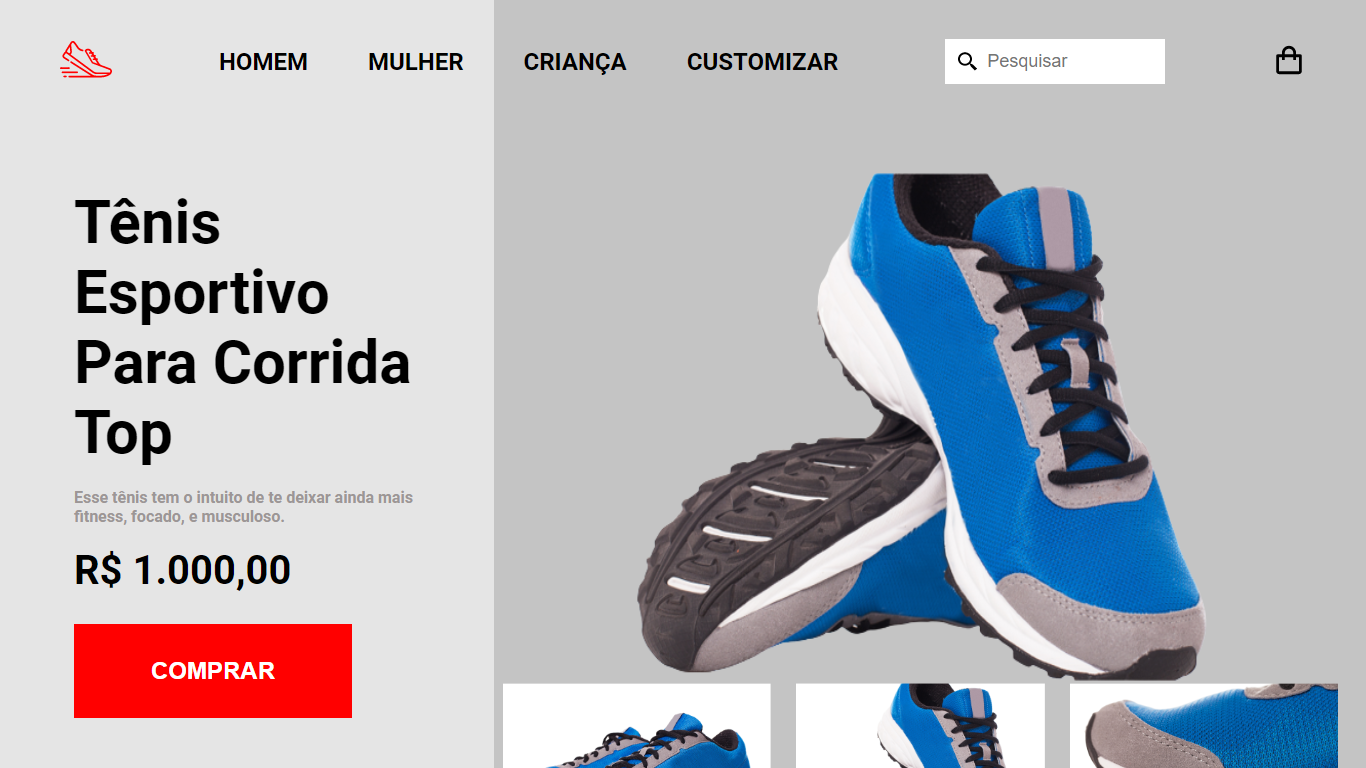 HOMEM MULHER CRIANÇA CUSTOMIZAR Pesquisar
Tênis
Esportivo
Para Corrida
Top
Esse tênis tem o intuito de te deixar ainda mais
fitness, focado, e musculoso.
R$ 1.000,00
COMPRAR